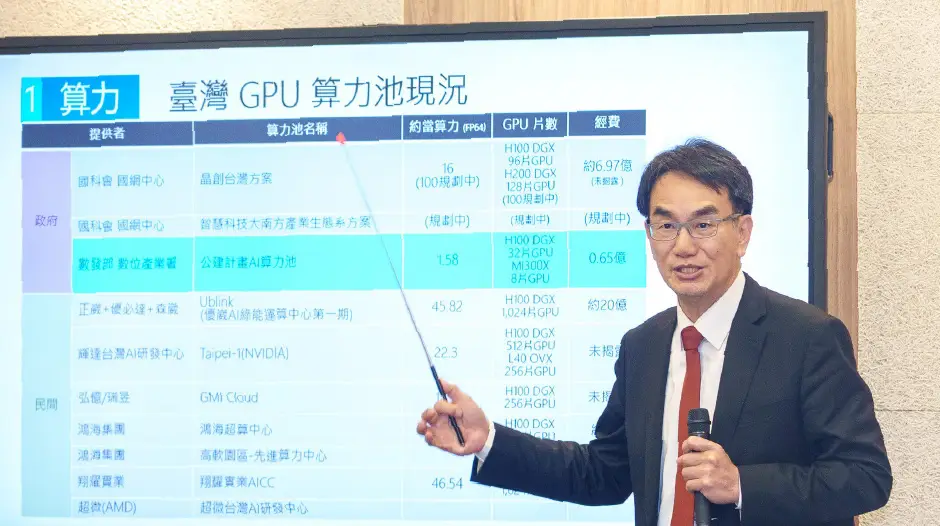 1 算力 臺灣 GPU 算力池現況
提供者 算力池名稱 約當算力 (FP64) GPU 片數 經費
政府
國科會 國網中心 晶創台灣方案
16
(100規劃中)
H100 DGX
96片GPU
H200 DGX
128片GPU
(100規劃中)
約6.97億
(未揭露)
國科會 國網中心 智慧科技大南方產業生態系方案 (規劃中) (規劃中) (規劃中)
數發部 數位產業署 公建計畫AI算力池 1.58
H100 DGX
32片GPU
MI300X
8片GPU
0.65億
民間
正崴+優必達+森崴
Ublink
(優崴AI綠能運算中心第一期)
45.82
H100 DGX
1,024片GPU
約20億
輝達台灣AI研發中心 Taipei-1(NVIDIA) 22.3
H100 DGX
512片GPU
L40 OVX
256片GPU
未揭
弘憶/瑞昱 GMI Cloud
H100 DGX
256片GPU
未
鴻海集團 鴻海超算中心
H100 DGX
鴻海集團 高軟園區-先進算力中心
翔耀實業 翔耀實業AICC 46.54
超微(AMD) 超微台灣AI研發中心